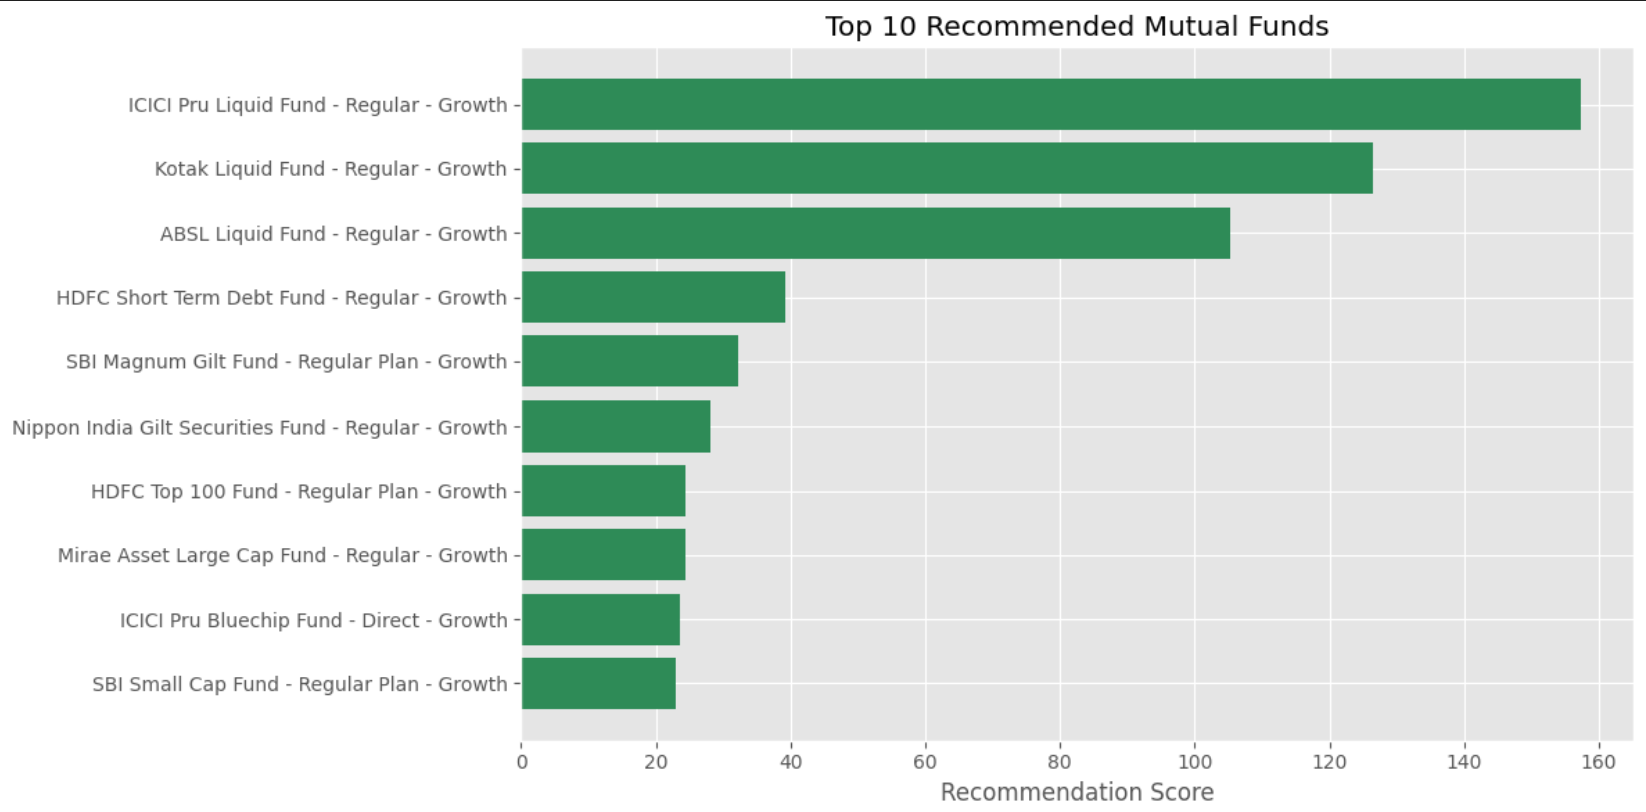 Top 10 Recommended Mutual Funds
ICICI Pru Liquid Fund - Regular - Growth
Kotak Liquid Fund - Regular - Growth
ABSL Liquid Fund - Regular - Growth
HDFC Short Term Debt Fund - Regular - Growth
SBI Magnum Gilt Fund - Regular Plan - Growth
Nippon India Gilt Securities Fund - Regular - Growth
HDFC Top 100 Fund - Regular Plan - Growth
Mirae Asset Large Cap Fund - Regular - Growth
ICICI Pru Bluechip Fund - Direct - Growth
SBI Small Cap Fund - Regular Plan - Growth
0 20 40 60 80 100 120 140 160
Recommendation Score